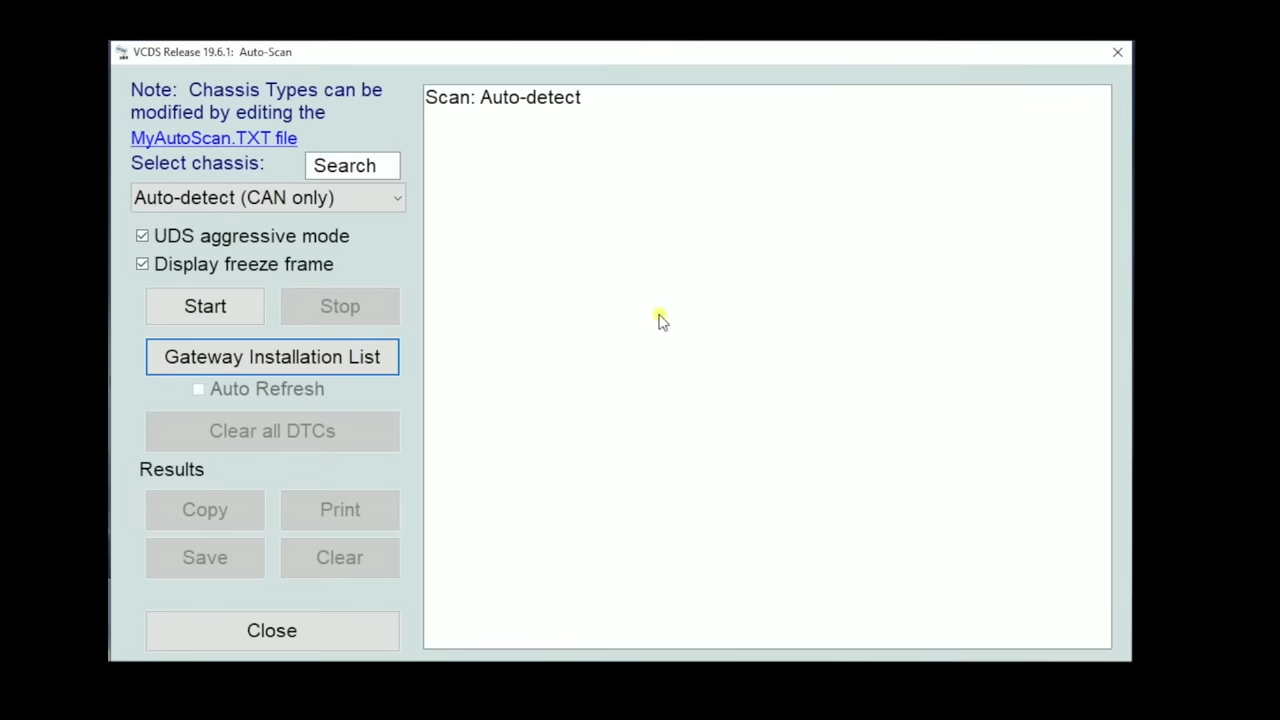 VCDS Release 19.6.1:  Auto-Scan
Note:  Chassis Types can be
modified by editing the
MyAutoScan.TXT file
Select chassis:
Search
Auto-detect (CAN only)
UDS aggressive mode
Display freeze frame
Start
Stop
Gateway Installation List
Auto Refresh
Clear all DTCs
Results
Copy
Print
Save
Clear
Close
Scan: Auto-detect